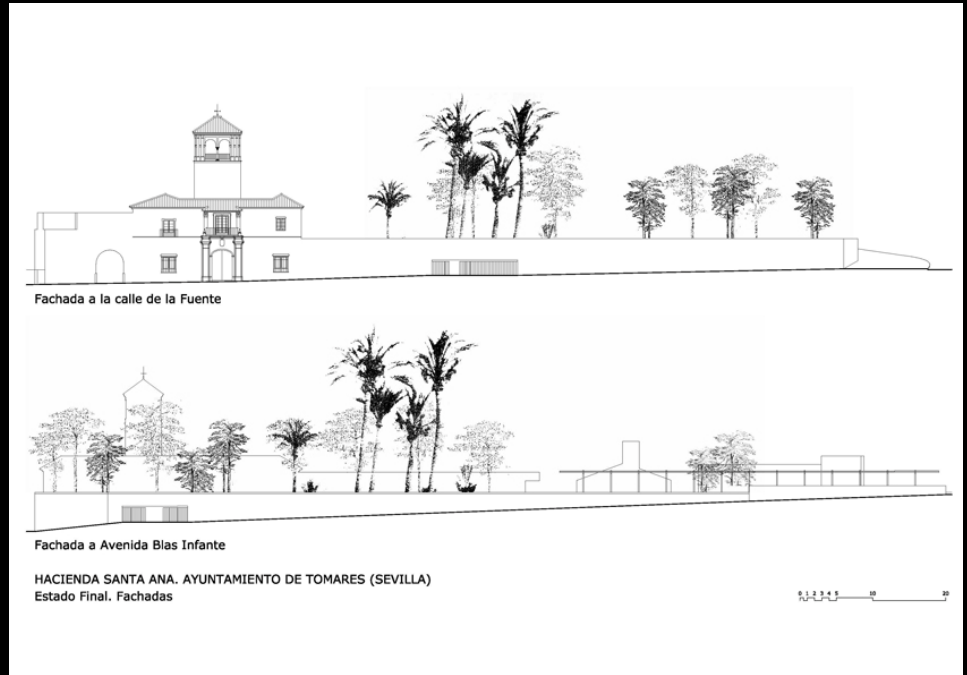 Fachada a la calle de la Fuente
Fachada a Avenida Blas Infante
HACIENDA SANTA ANA. AYUNTAMIENTO DE TOMARES (SEVILLA)
Estado Final. Fachadas
0 1 2 3 4 5 10 20